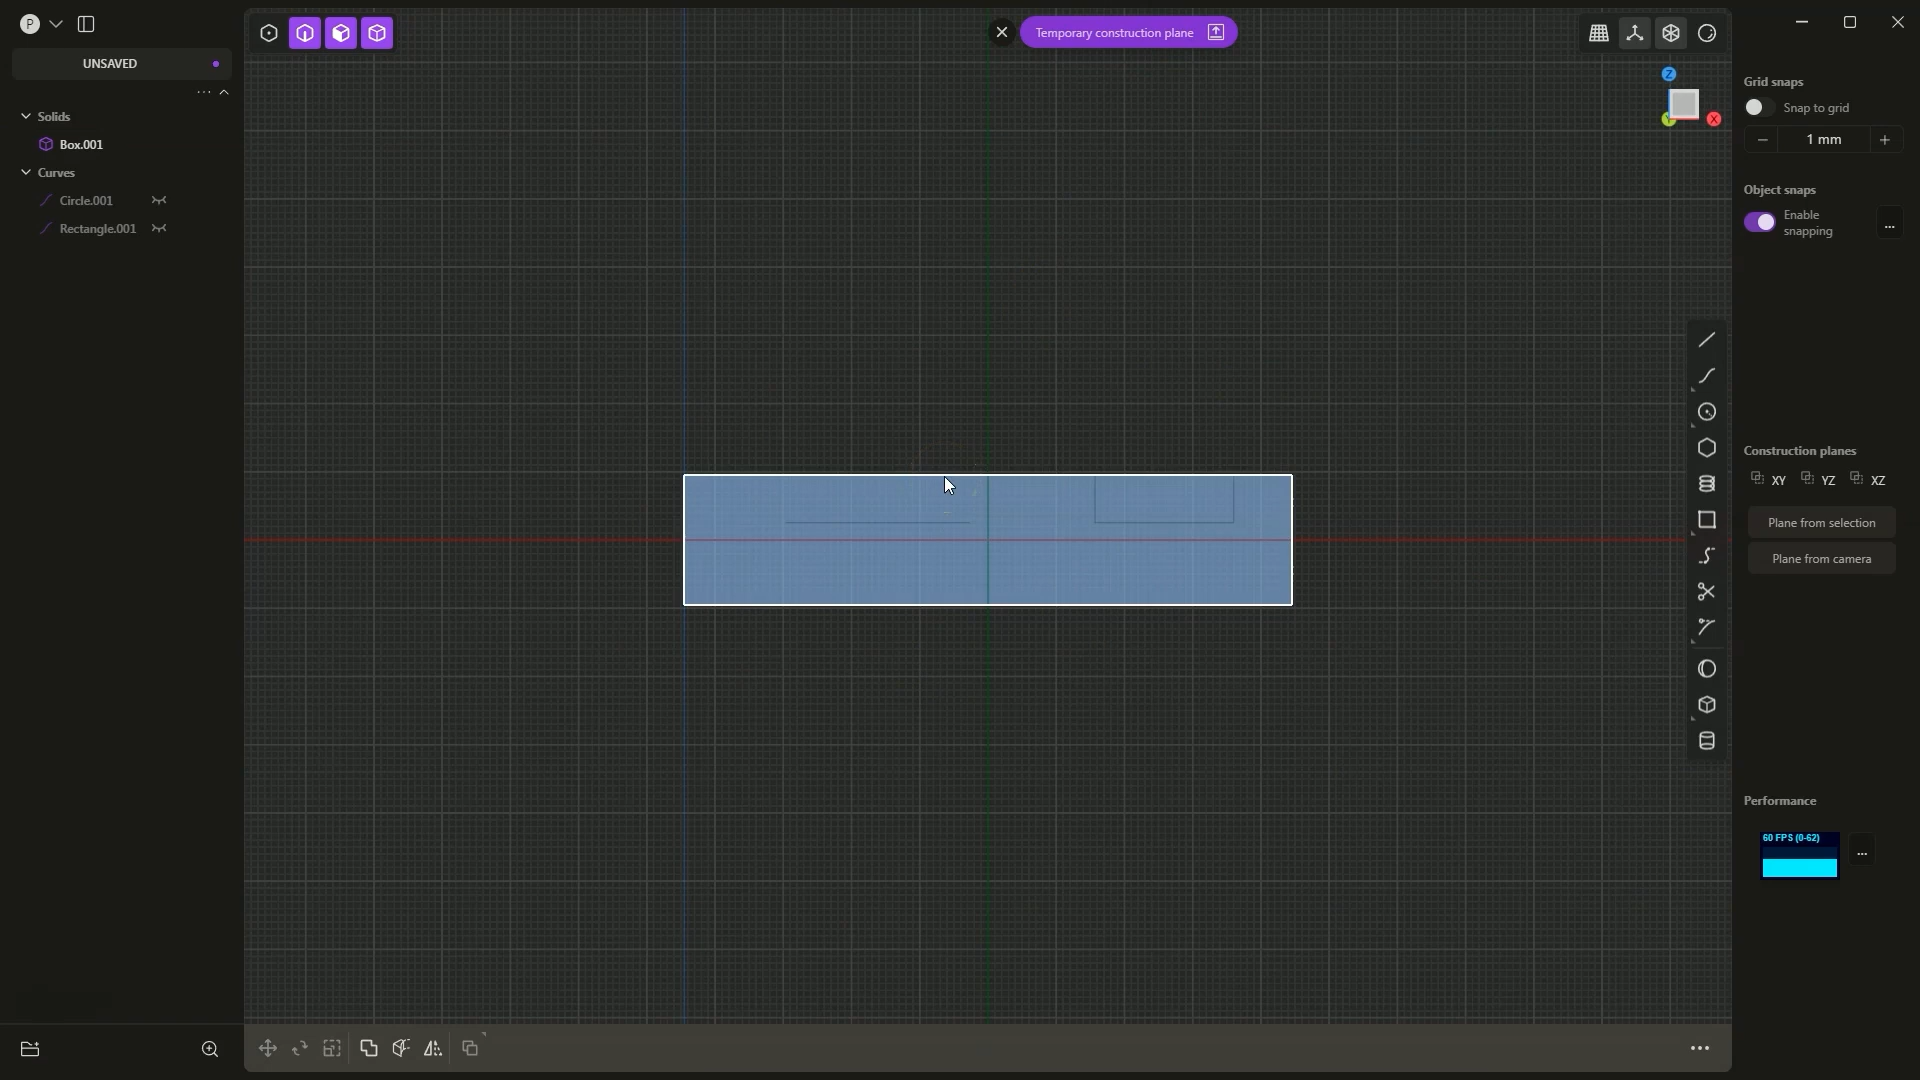 P
UNSAVED
...
Solids
Box.001
Curves
Circle.001
Rectangle.001
Temporary construction plane
Z
Y
X
Grid snaps
Snap to grid
1 mm
Object snaps
Enable
snapping
...
Construction planes
XY YZ XZ
Plane from selection
Plane from camera
Performance
60 FPS (0-62)
...